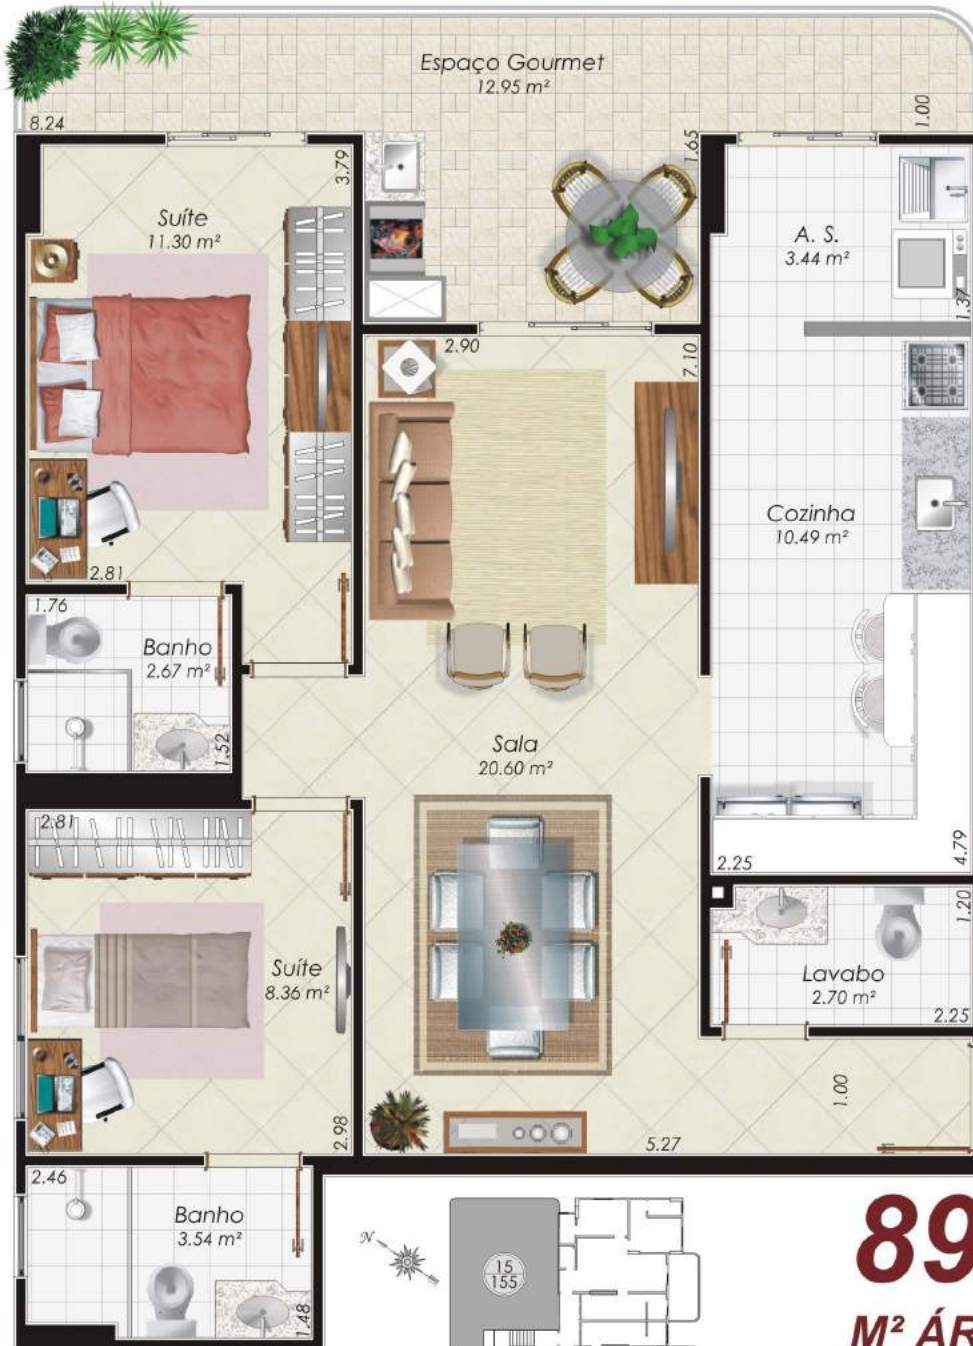 Espaço Gourmet
12.95 m²
8.24
1.00
3.79
1.65
Suíte
11.30 m²
A. S.
3.44 m²
1.37
2.90
7.10
Cozinha
10.49 m²
2.81
1.76
Banho
2.67 m²
1.52
Sala
20.60 m²
2.81
2.25
4.79
1.20
Suíte
8.36 m²
Lavabo
2.70 m²
2.25
1.00
2.98
5.27
2.46
Banho
3.54 m²
1.48
N
15
155
89
M² ÁR